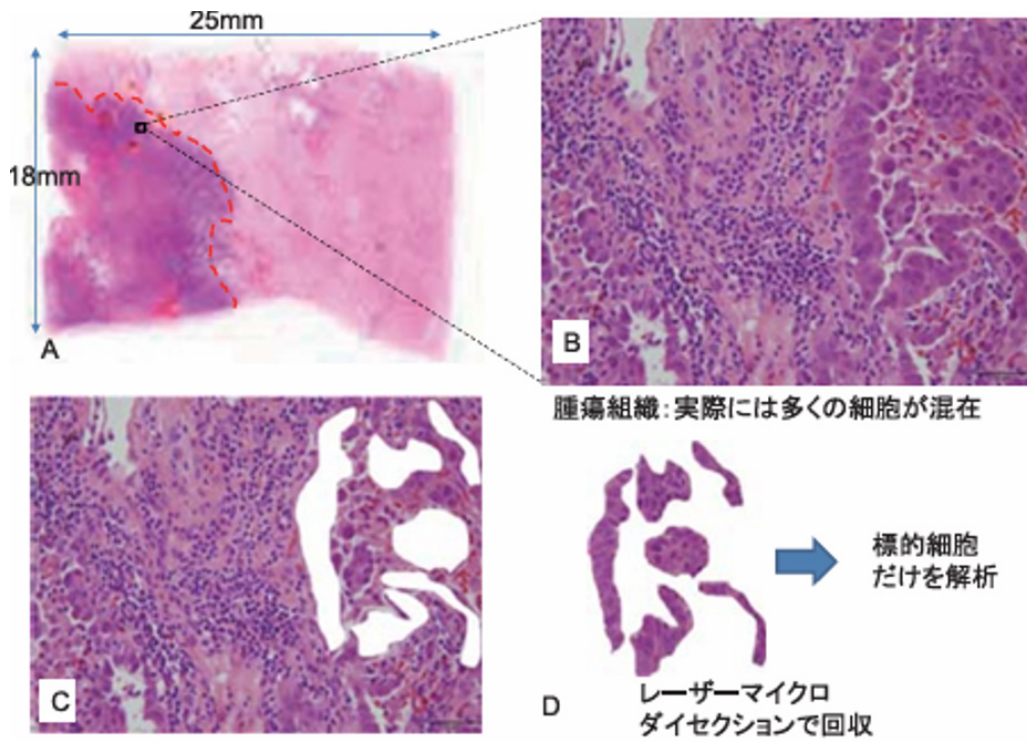 25mm
18mm
A
B
腫瘍組織：実際には多くの細胞が混在
C
D
標的細胞
だけを解析
レーザーマイクロ
ダイセクションで回収